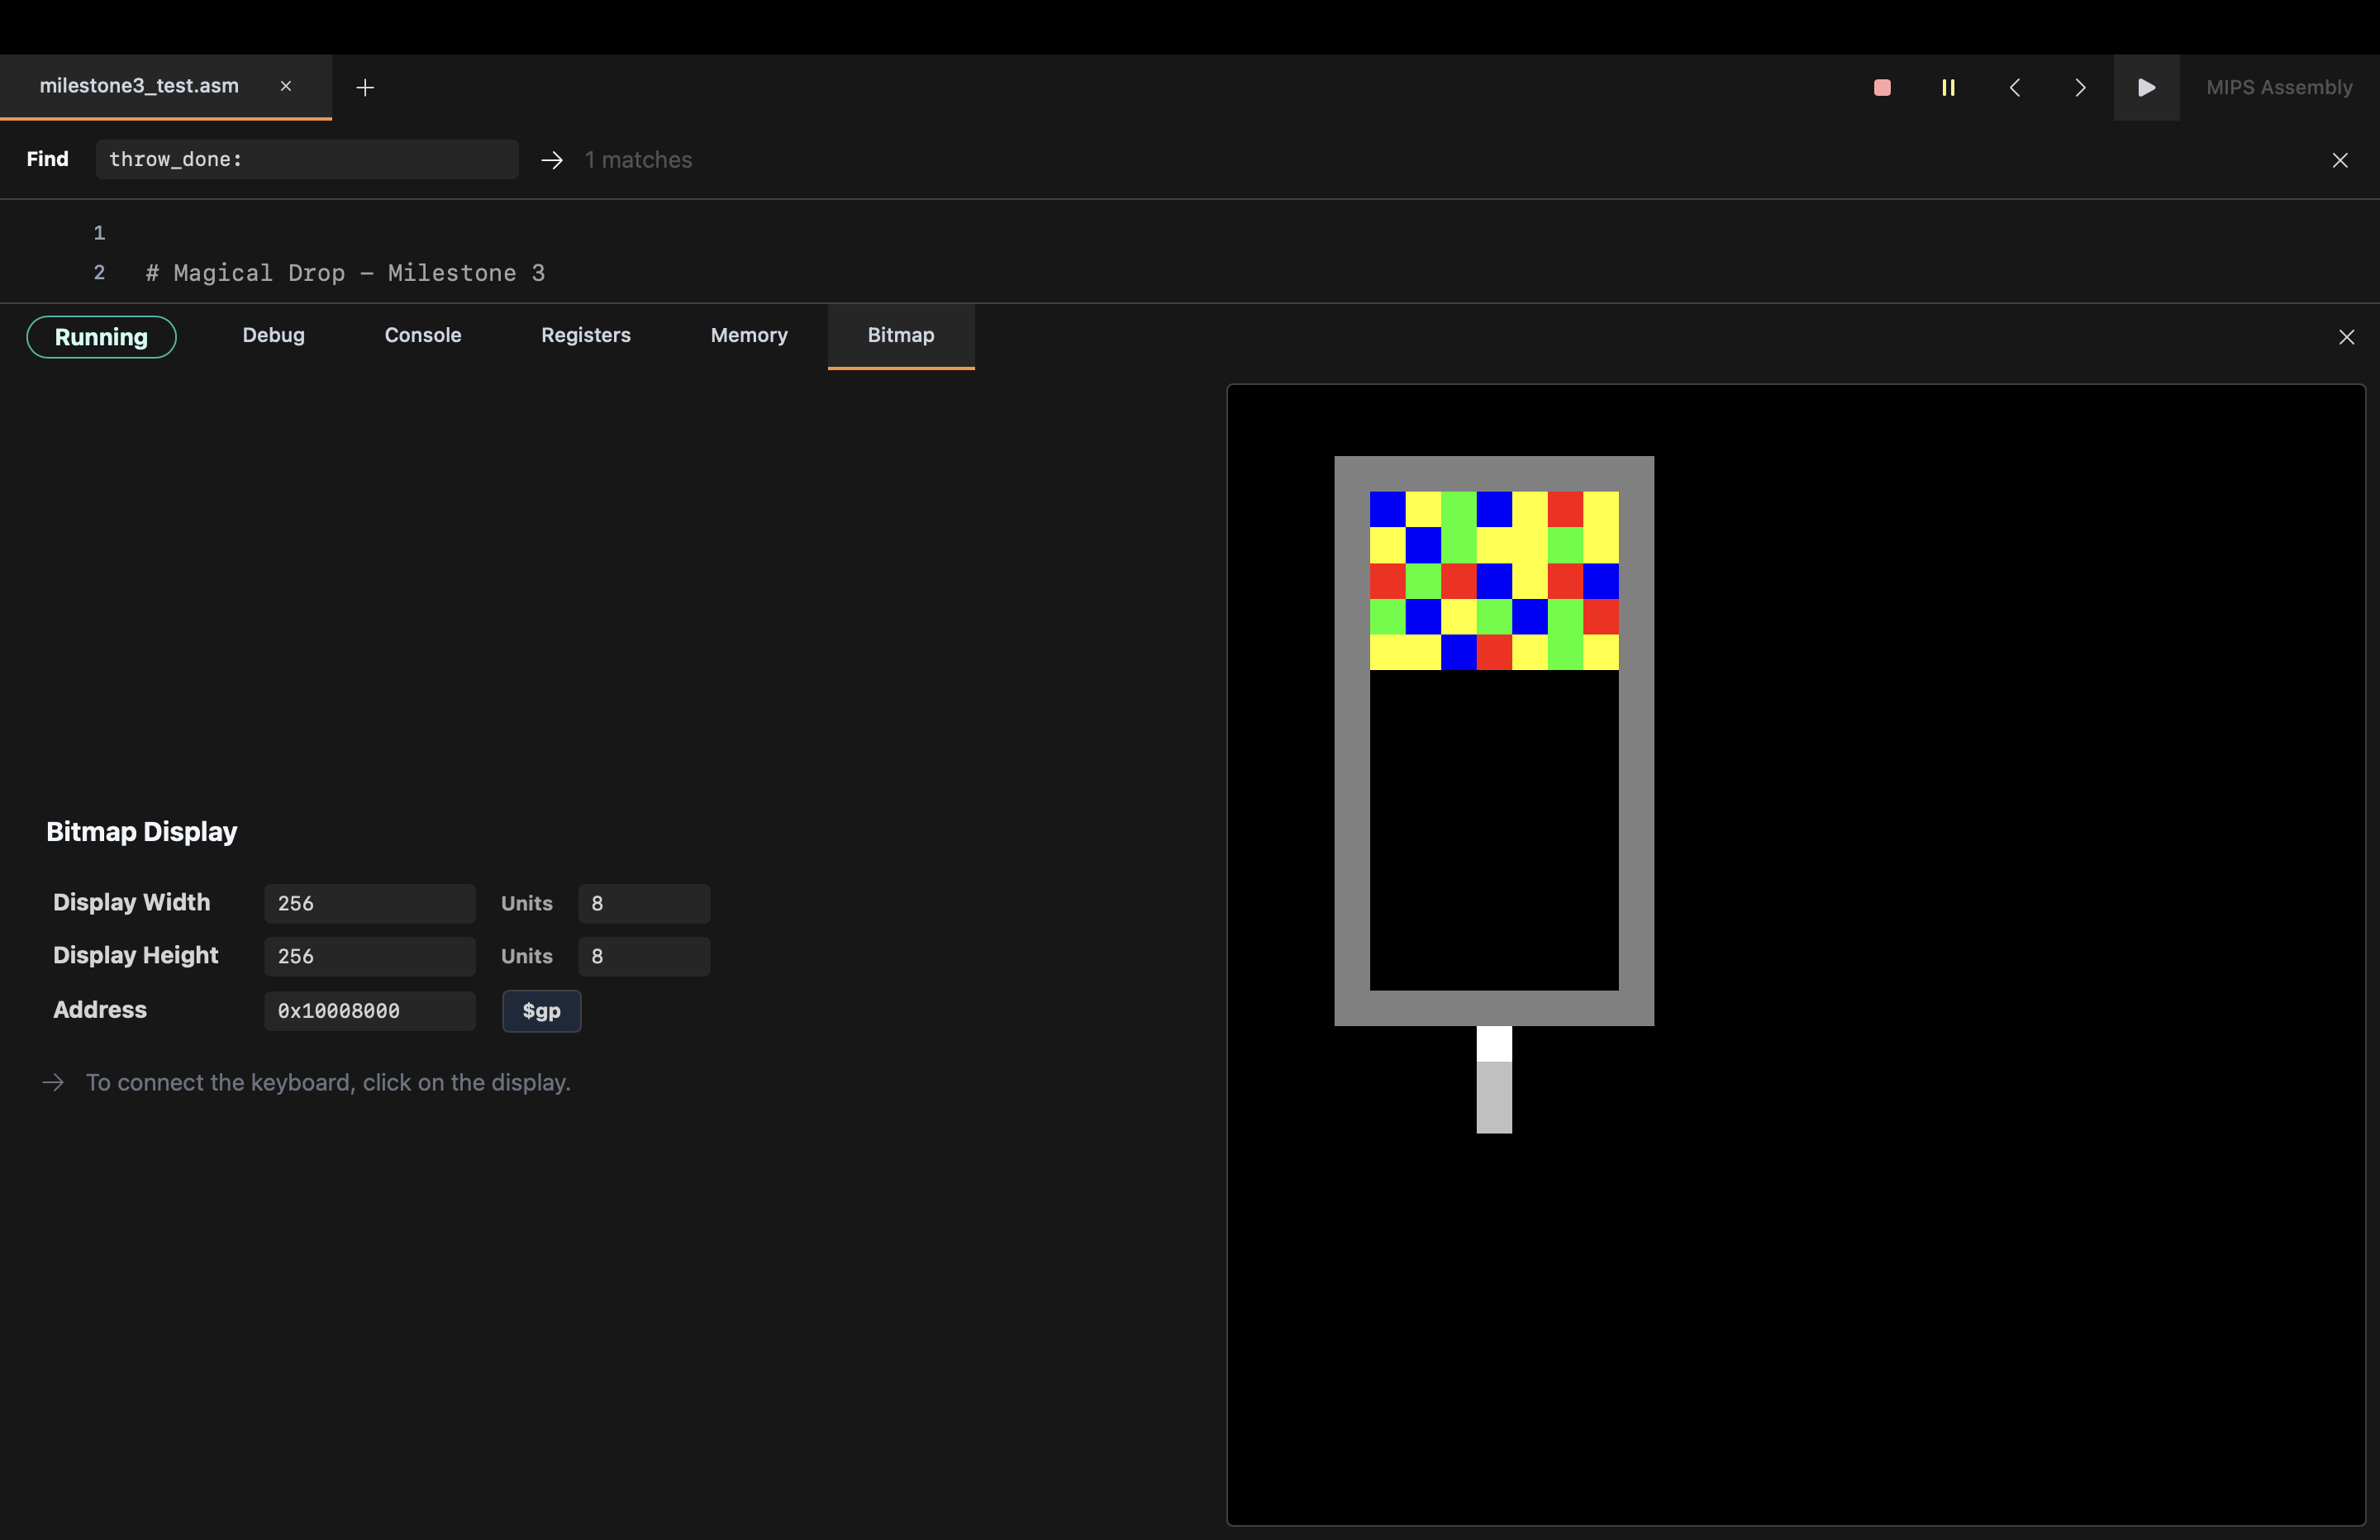 milestone3_test.asm
MIPS Assembly
Find throw_done: 1 matches
1
2 # Magical Drop – Milestone 3
Running Debug Console Registers Memory Bitmap
Bitmap Display
Display Width 256 Units 8
Display Height 256 Units 8
Address 0x10008000 $gp
→ To connect the keyboard, click on the display.